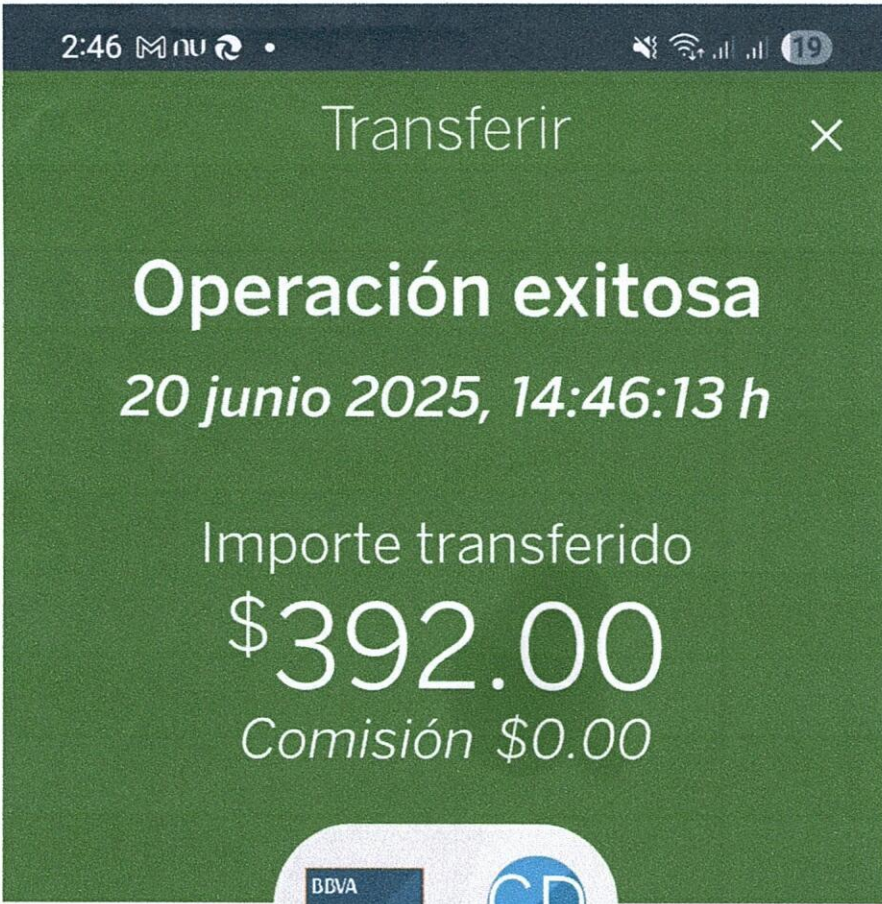 2:46 nu 19
Transferir
Operación exitosa
20 junio 2025, 14:46:13 h
Importe transferido
$392.00
Comisión $0.00
BBVA